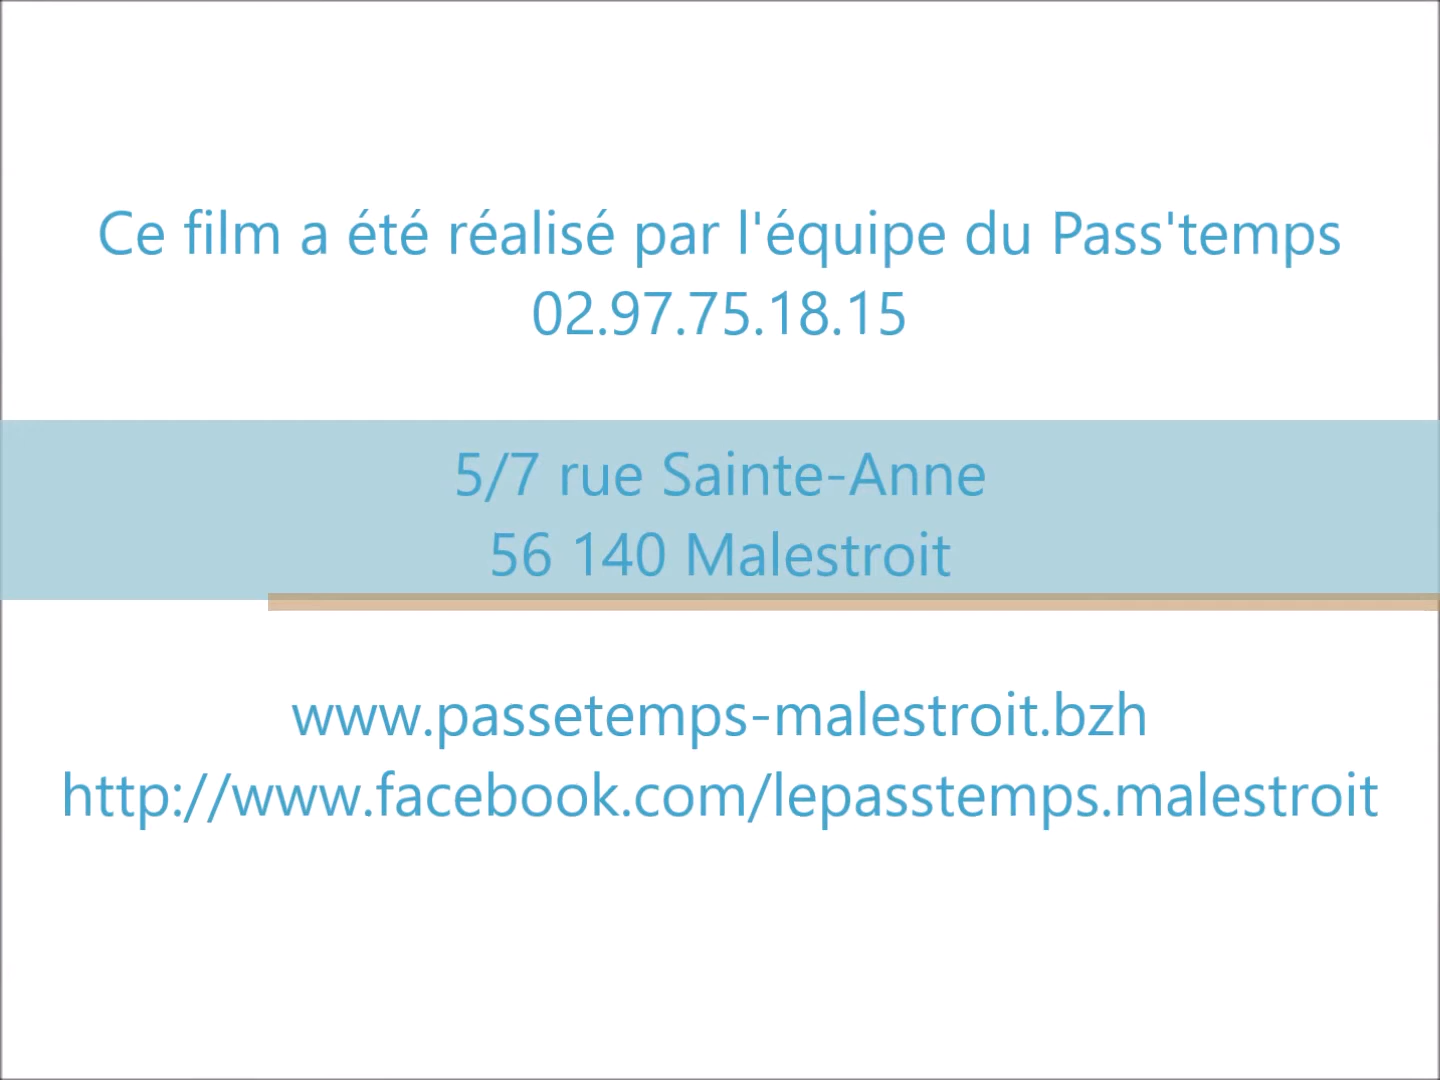 Ce film a été réalisé par l'équipe du Pass'temps
02.97.75.18.15
5/7 rue Sainte-Anne
56 140 Malestroit
www.passetemps-malestroit.bzh
http://www.facebook.com/lepasstemps.malestroit